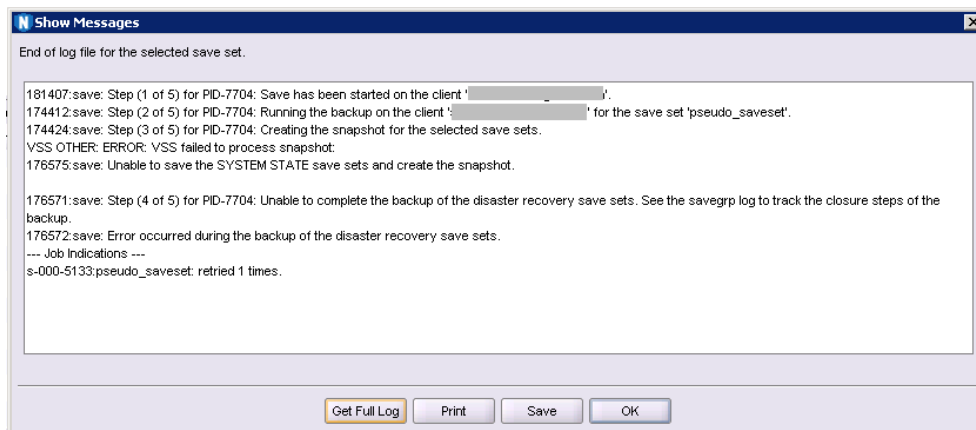 N Show Messages
End of log file for the selected save set.
181407:save: Step (1 of 5) for PID-7704: Save has been started on the client ' '.
174412:save: Step (2 of 5) for PID-7704: Running the backup on the client ' ' for the save set 'pseudo_saveset'.
174424:save: Step (3 of 5) for PID-7704: Creating the snapshot for the selected save sets.
VSS OTHER: ERROR: VSS failed to process snapshot:
176575:save: Unable to save the SYSTEM STATE save sets and create the snapshot.
176571:save: Step (4 of 5) for PID-7704: Unable to complete the backup of the disaster recovery save sets. See the savegrp log to track the closure steps of the
backup.
176572:save: Error occurred during the backup of the disaster recovery save sets.
--- Job Indications ---
s-000-5133:pseudo_saveset: retried 1 times.
Get Full Log Print Save OK